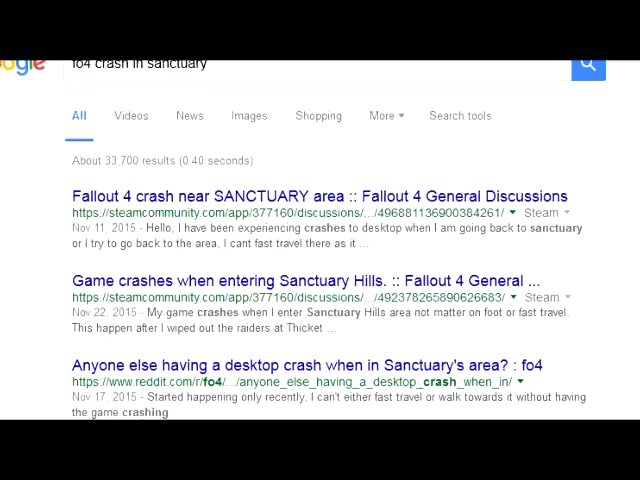 ogle
fo4 crash in sanctuary
All Videos News Images Shopping More Search tools
About 33,700 results (0 40 seconds)
Fallout 4 crash near SANCTUARY area :: Fallout 4 General Discussions
https://steamcommunity.com/app/377160/discussions/.../496881136900384261/ Steam
Nov 11, 2015 - Hello, I have been experiencing crashes to desktop when I am going back to sanctuary
or I try to go back to the area, I cant fast travel there as it ...
Game crashes when entering Sanctuary Hills. :: Fallout 4 General ...
https://steamcommunity.com/app/377160/discussions/.../492378265890626683/ Steam
Nov 22, 2015 - My game crashes when I enter Sanctuary Hills area not matter on foot or fast travel.
This happen after I wiped out the raiders at Thicket ...
Anyone else having a desktop crash when in Sanctuary's area? : fo4
https://www.reddit.com/r/fo4/.../anyone_else_having_a_desktop_crash_when_in/
Nov 17, 2015 - Started happening only recently, I can't either fast travel or walk towards it without having
the game crashing